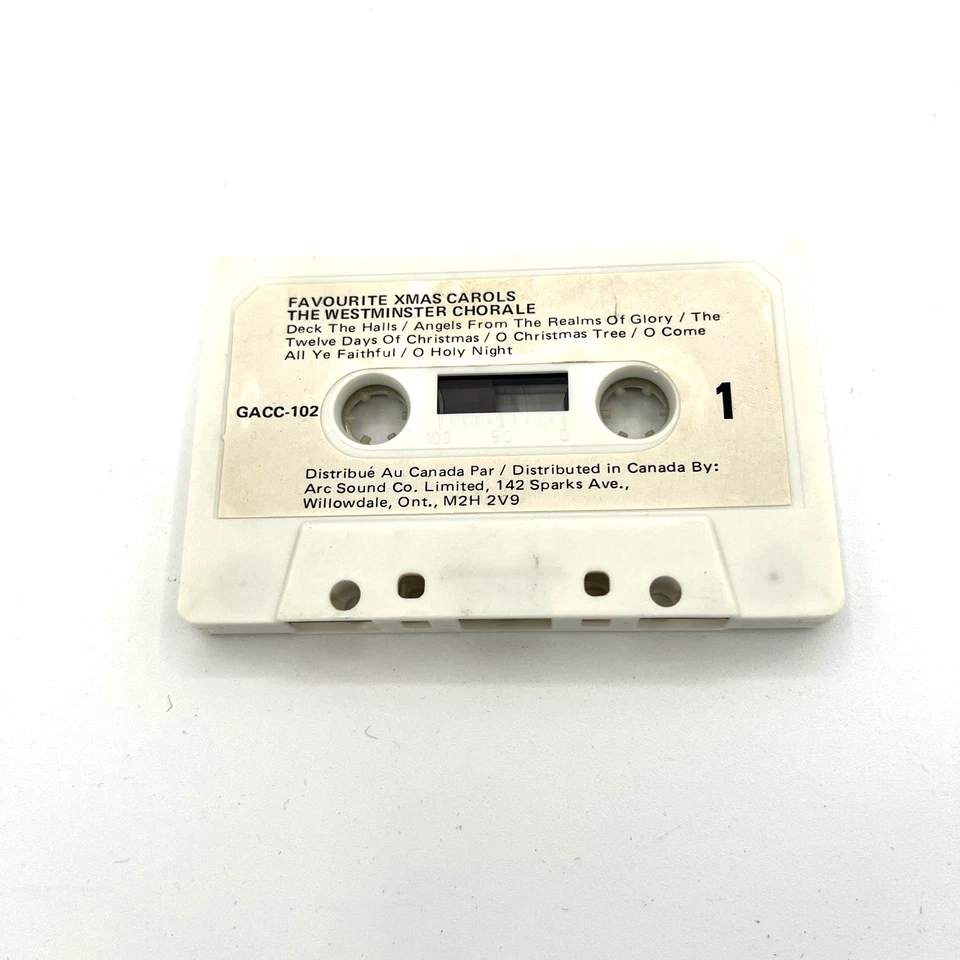 FAVOURITE XMAS CAROLS
THE WESTMINSTER CHORALE
Deck The Halls / Angels From The Realms Of Glory / The
Twelve Days Of Christmas / O Christmas Tree / O Come
All Ye Faithful / O Holy Night
GACC-102
1
100 50 0
Distribué Au Canada Par / Distributed in Canada By:
Arc Sound Co. Limited, 142 Sparks Ave.,
Willowdale, Ont., M2H 2V9